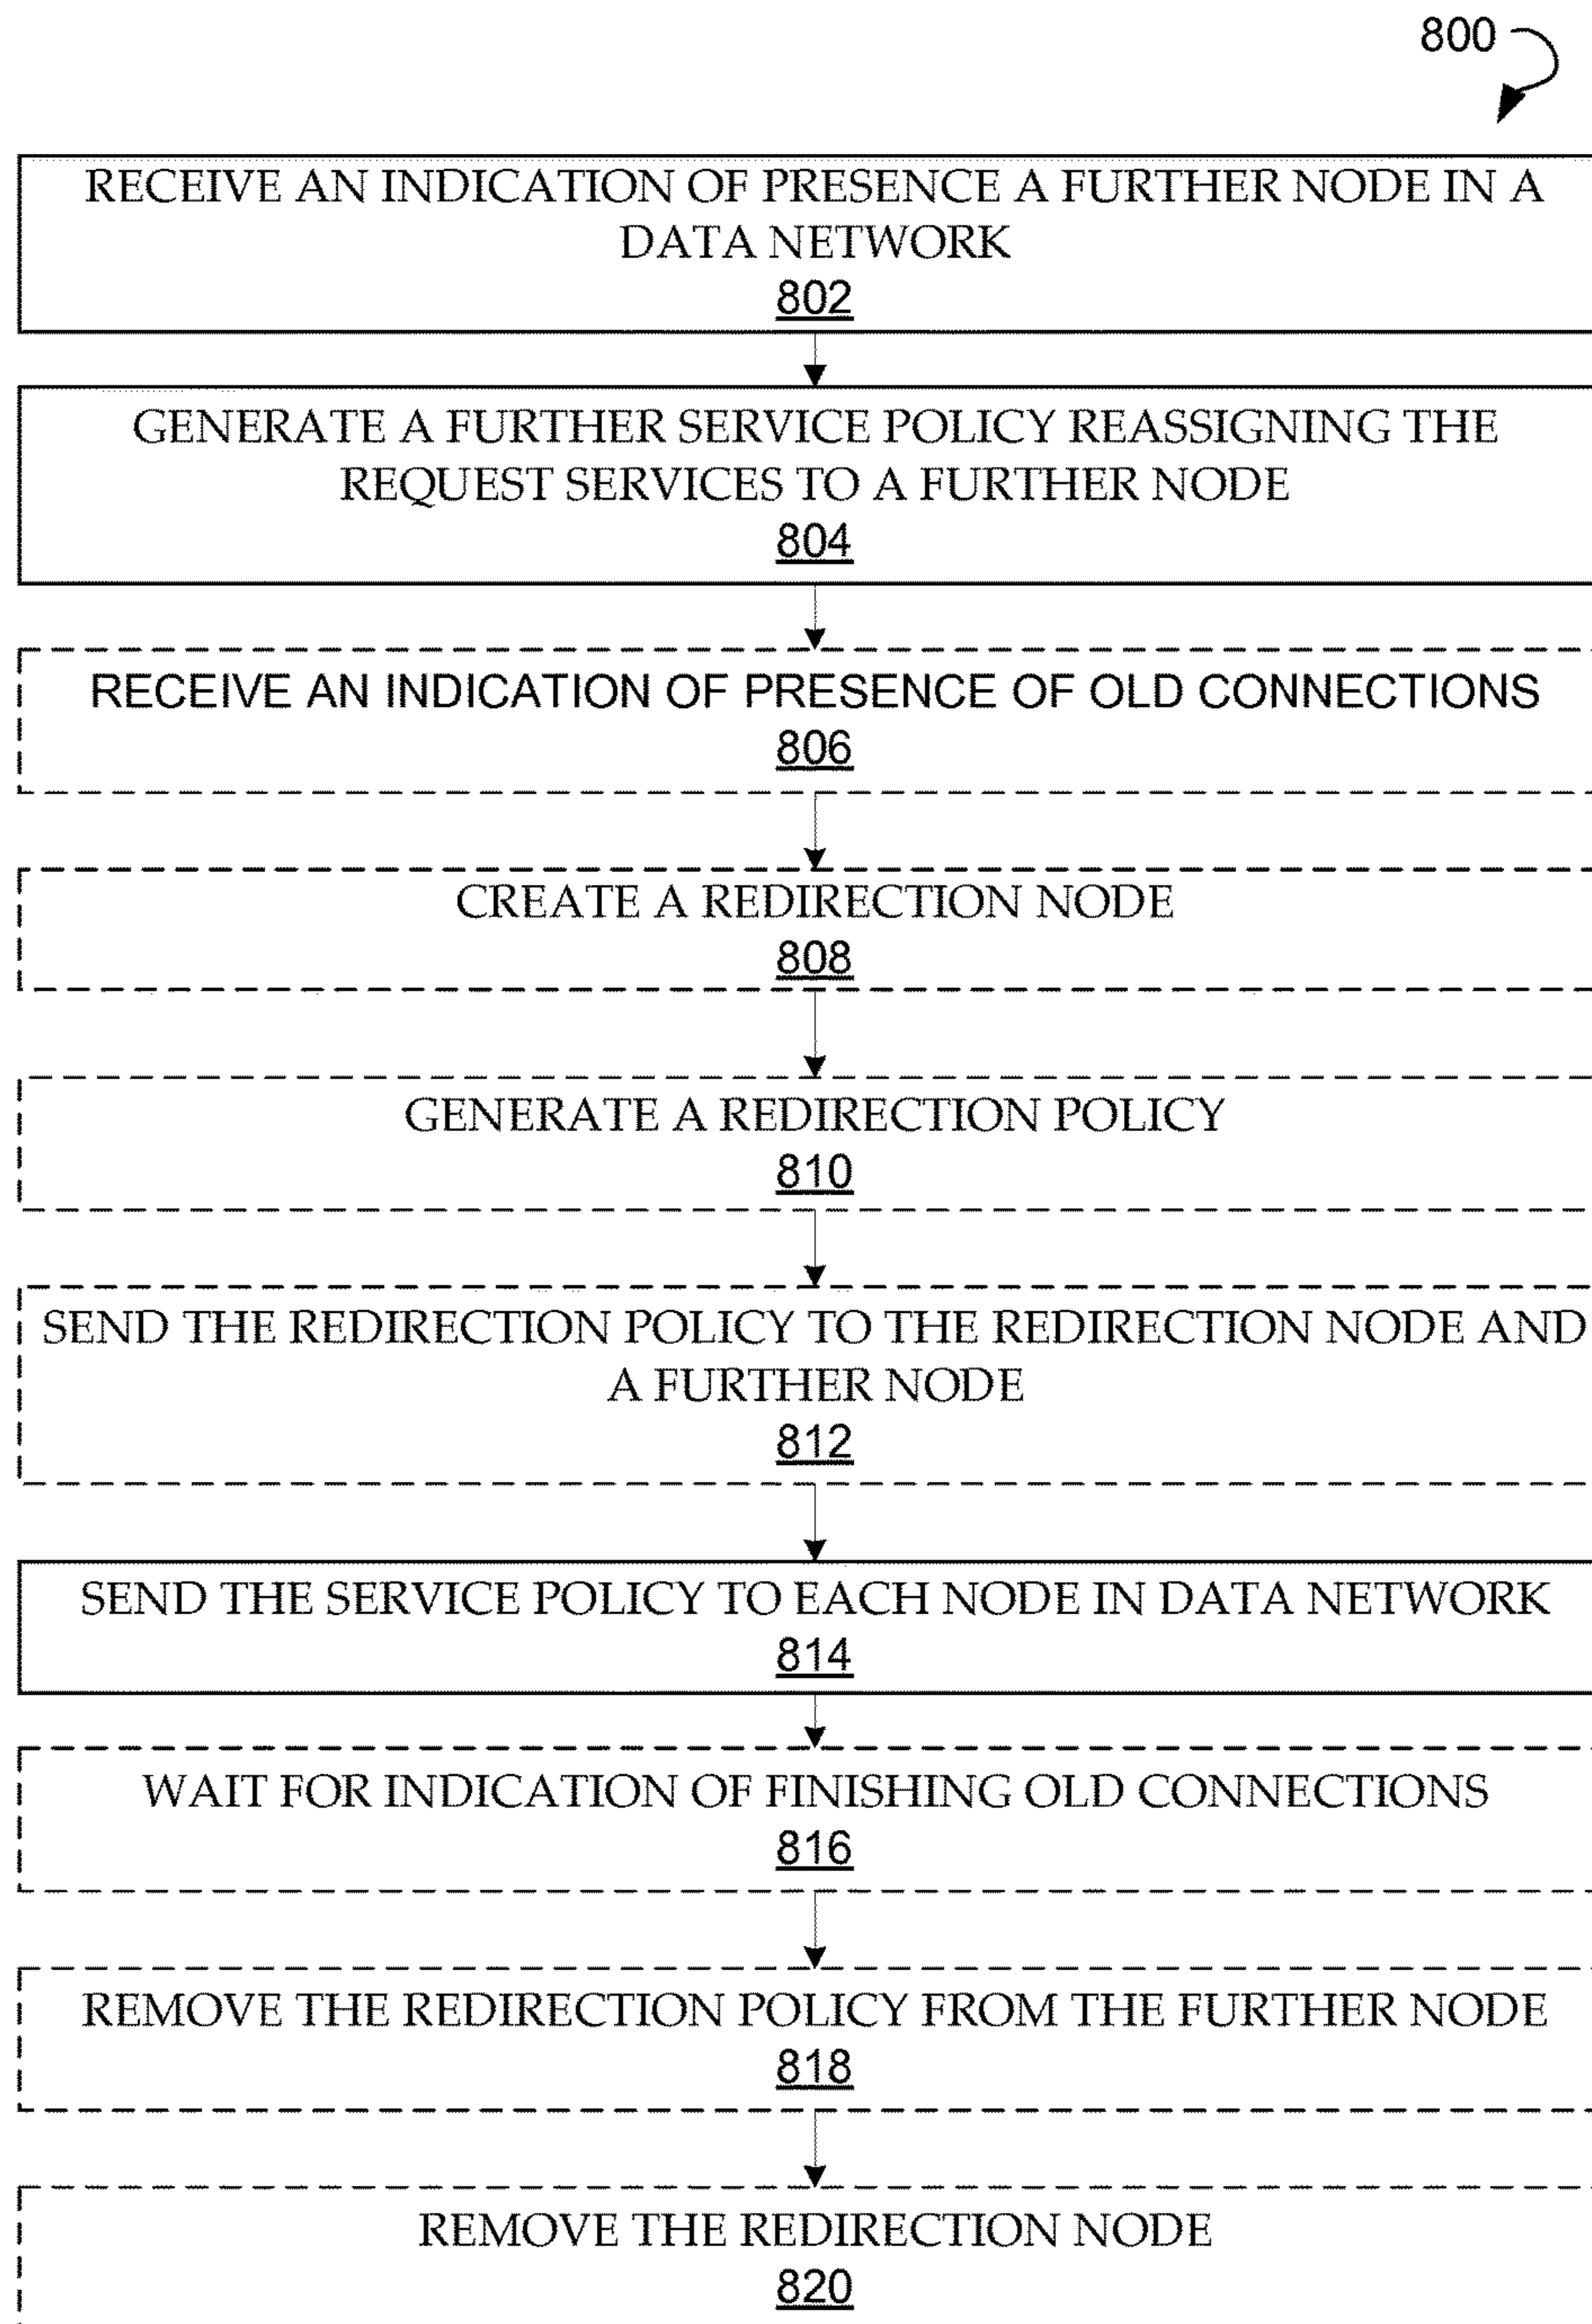 800
RECEIVE AN INDICATION OF PRESENCE A FURTHER NODE IN A
DATA NETWORK
802
GENERATE A FURTHER SERVICE POLICY REASSIGNING THE
REQUEST SERVICES TO A FURTHER NODE
804
RECEIVE AN INDICATION OF PRESENCE OF OLD CONNECTIONS
806
CREATE A REDIRECTION NODE
808
GENERATE A REDIRECTION POLICY
810
SEND THE REDIRECTION POLICY TO THE REDIRECTION NODE AND
A FURTHER NODE
812
SEND THE SERVICE POLICY TO EACH NODE IN DATA NETWORK
814
WAIT FOR INDICATION OF FINISHING OLD CONNECTIONS
816
REMOVE THE REDIRECTION POLICY FROM THE FURTHER NODE
818
REMOVE THE REDIRECTION NODE
820